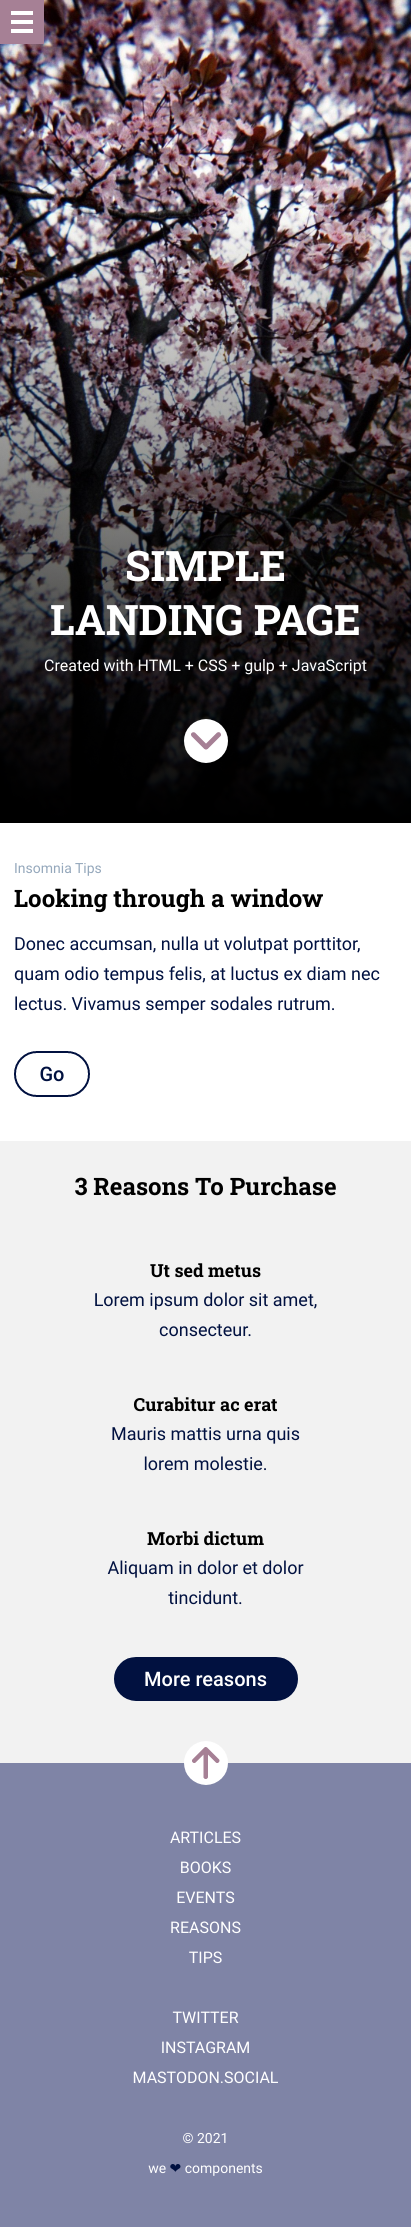 SIMPLE
LANDING PAGE
Created with HTML + CSS + gulp + JavaScript
Insomnia Tips
Looking through a window
Donec accumsan, nulla ut volutpat porttitor,
quam odio tempus felis, at luctus ex diam nec
lectus. Vivamus semper sodales rutrum.
Go
3 Reasons To Purchase
Ut sed metus
Lorem ipsum dolor sit amet,
consecteur.
Curabitur ac erat
Mauris mattis urna quis
lorem molestie.
Morbi dictum
Aliquam in dolor et dolor
tincidunt.
More reasons
ARTICLES
BOOKS
EVENTS
REASONS
TIPS
TWITTER
INSTAGRAM
MASTODON.SOCIAL
© 2021
we ❤ components